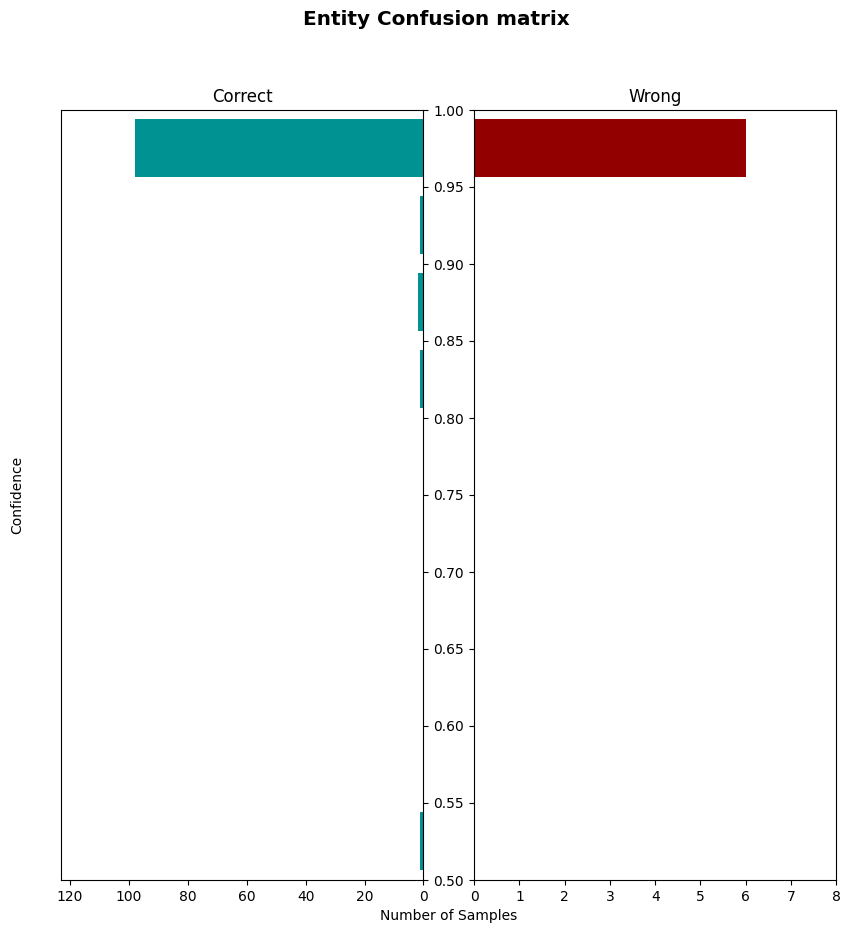 Entity Confusion matrix
Correct
Wrong
Confidence
1.00
0.95
0.90
0.85
0.80
0.75
0.70
0.65
0.60
0.55
0.50
120 100 80 60 40 20 0
0 1 2 3 4 5 6 7 8
Number of Samples